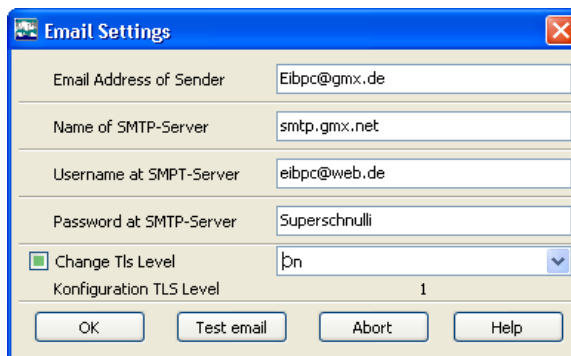 Email Settings
Email Address of Sender Eibpc@gmx.de
Name of SMTP-Server smtp.gmx.net
Username at SMPT-Server eibpc@web.de
Password at SMTP-Server Superschnulli
Change Tls Level On
Konfiguration TLS Level 1
OK Test email Abort Help